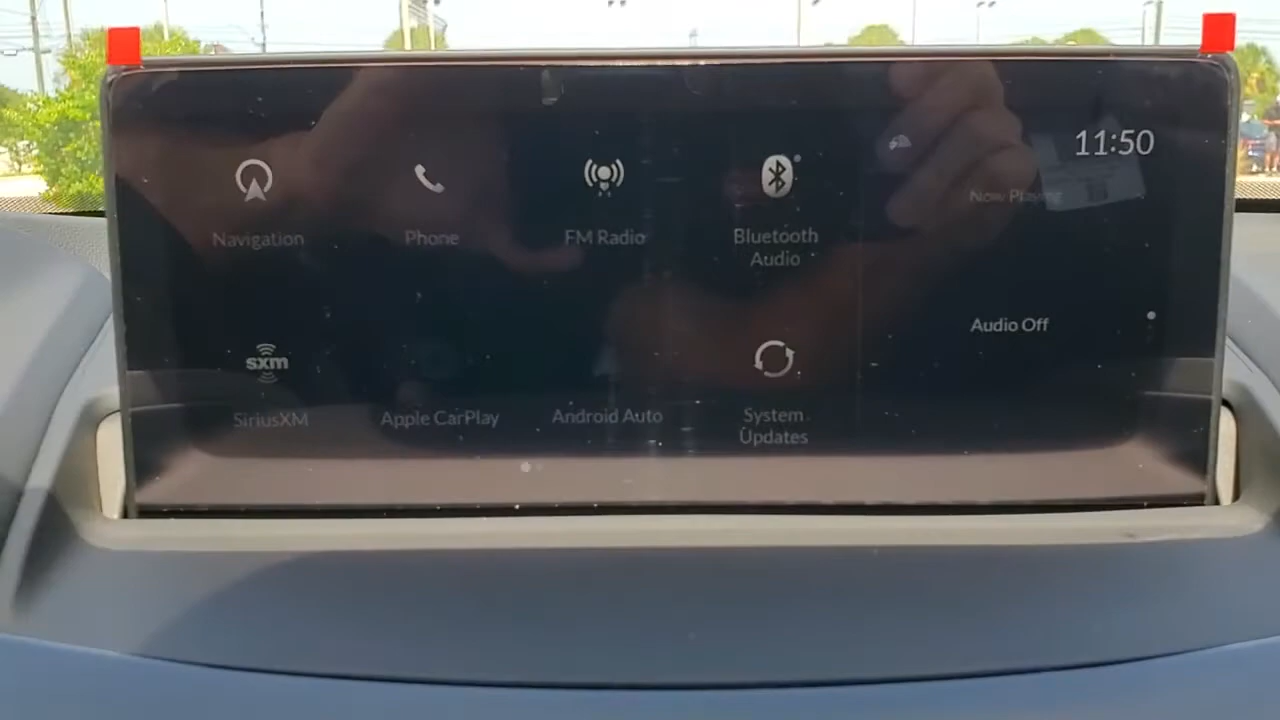 11:50
Now Playing
Navigation
Phone
FM Radio
Bluetooth
Audio
Audio Off
sxm
SiriusXM
Apple CarPlay
Android Auto
System
Updates